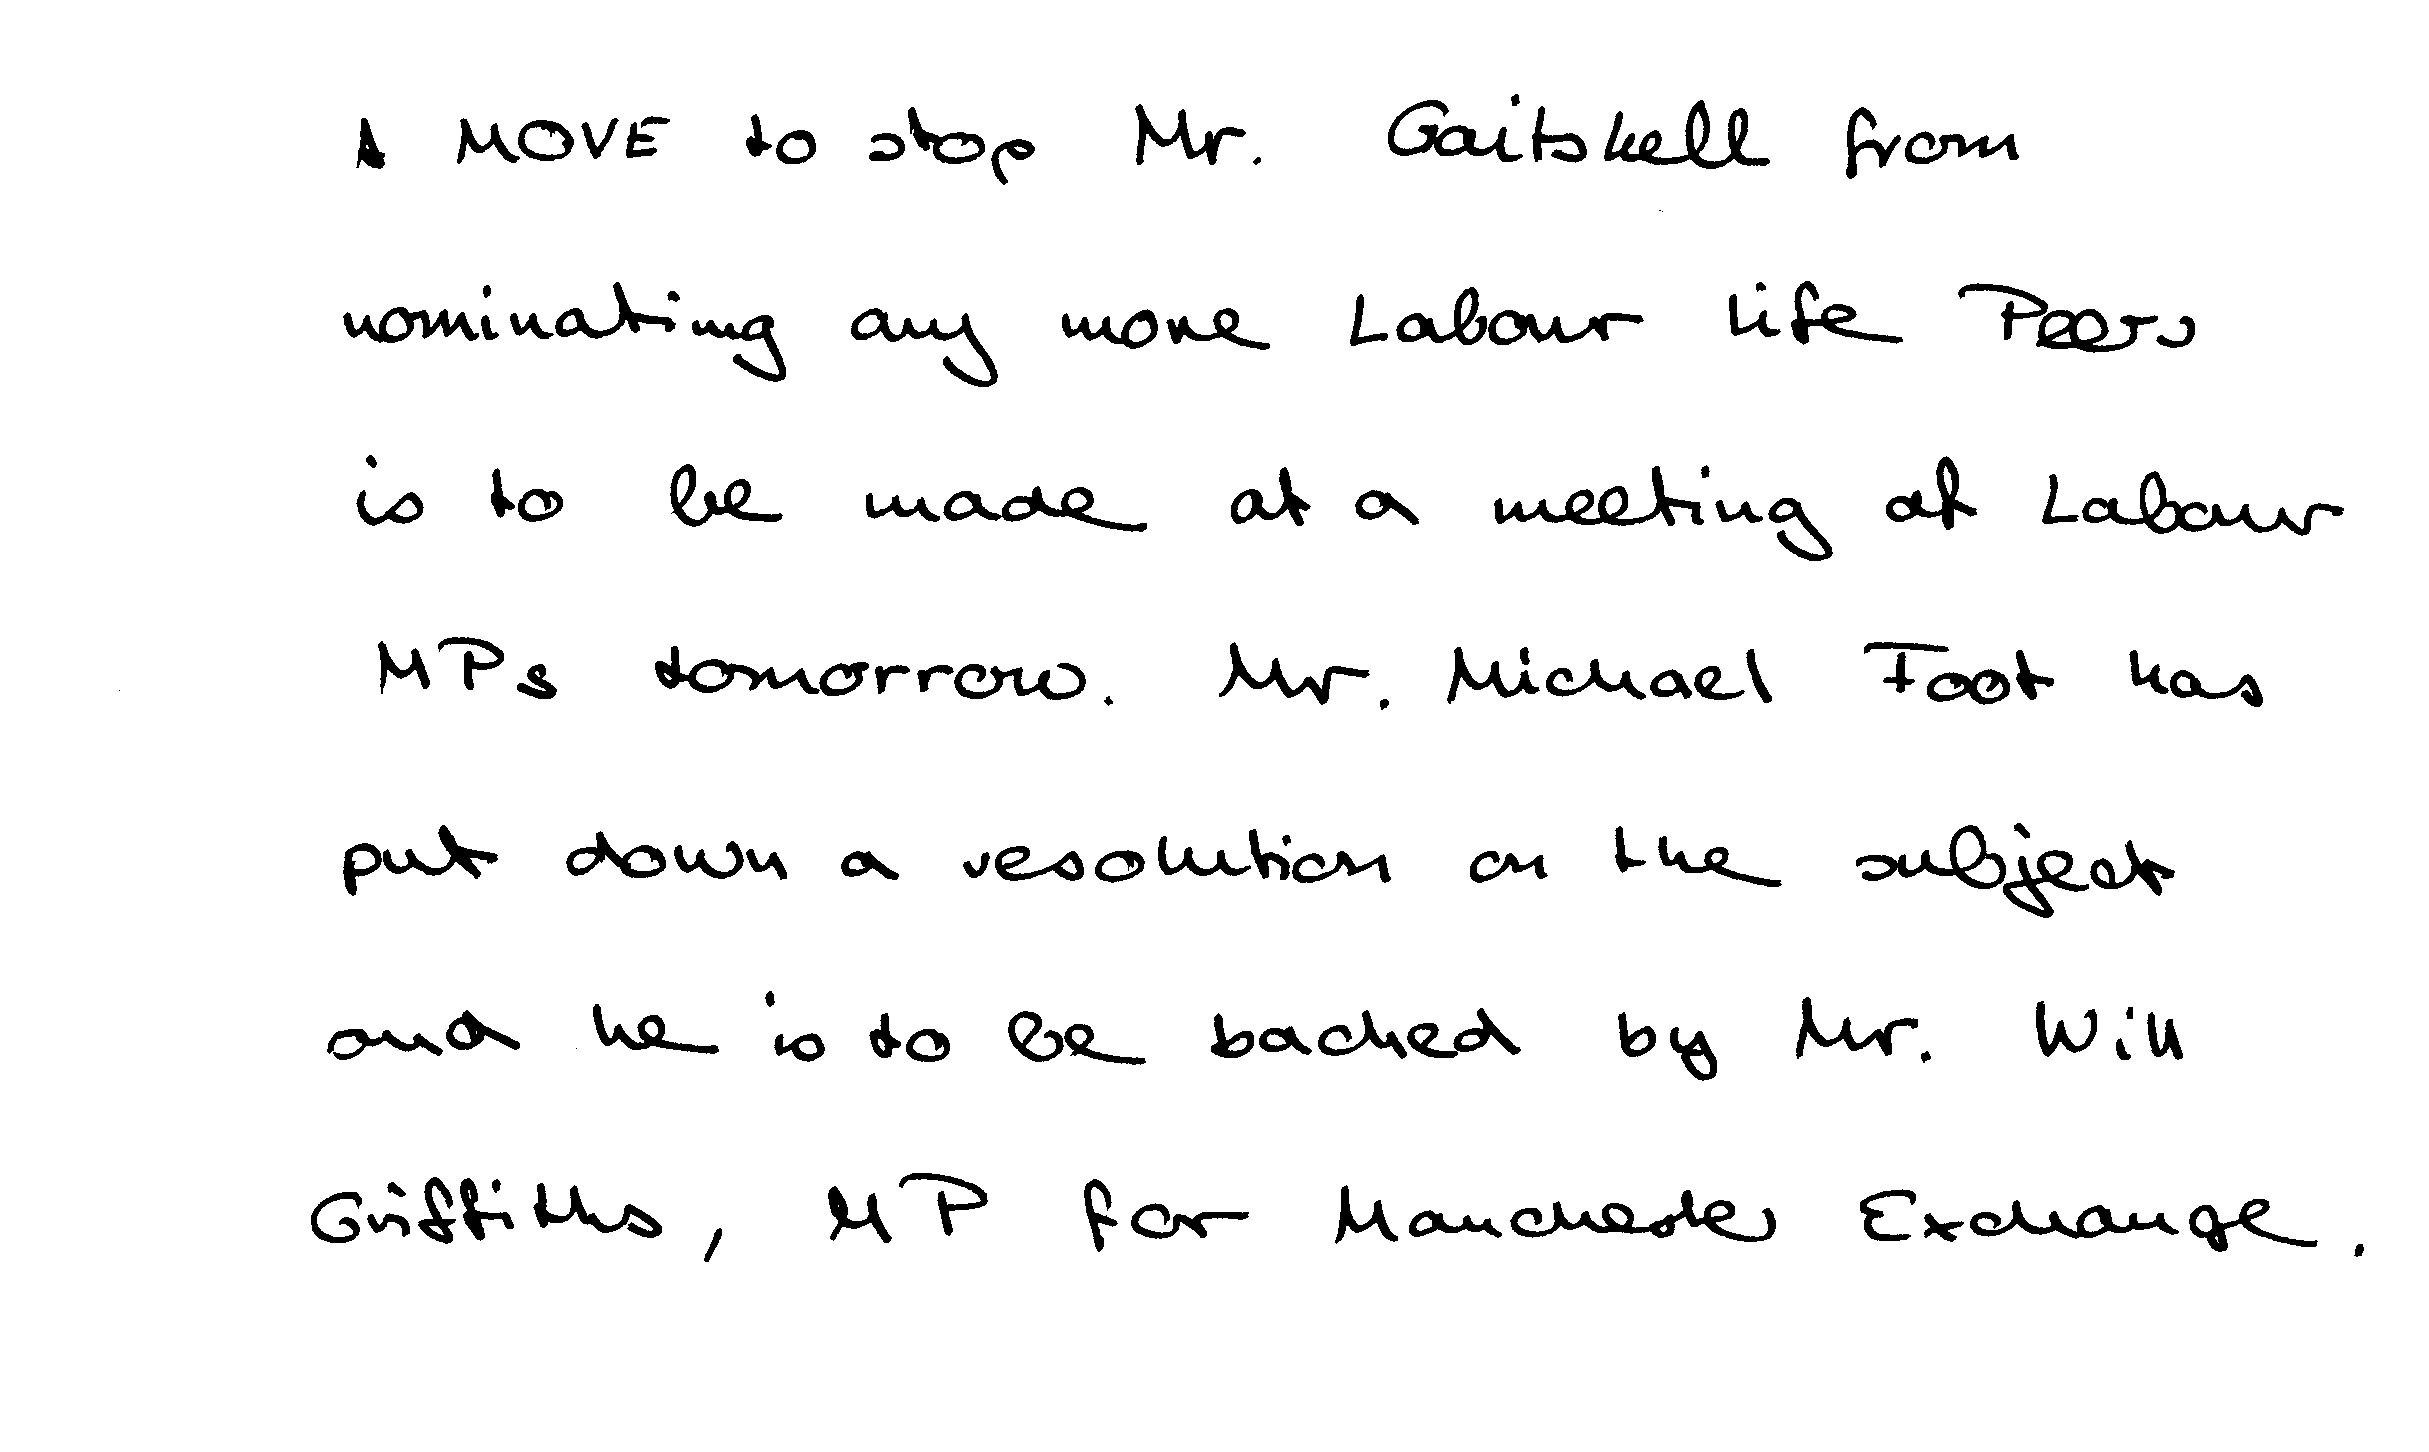 A MOVE to stop Mr. Gaitskell from
nominating any more Labour life Peers
is to be made at a meeting of Labour
MPs tomorrow. Mr. Michael Foot has
put down a resolution on the subject
and he is to be backed by Mr. Will
Griffiths, MP for Manchester Exchange.